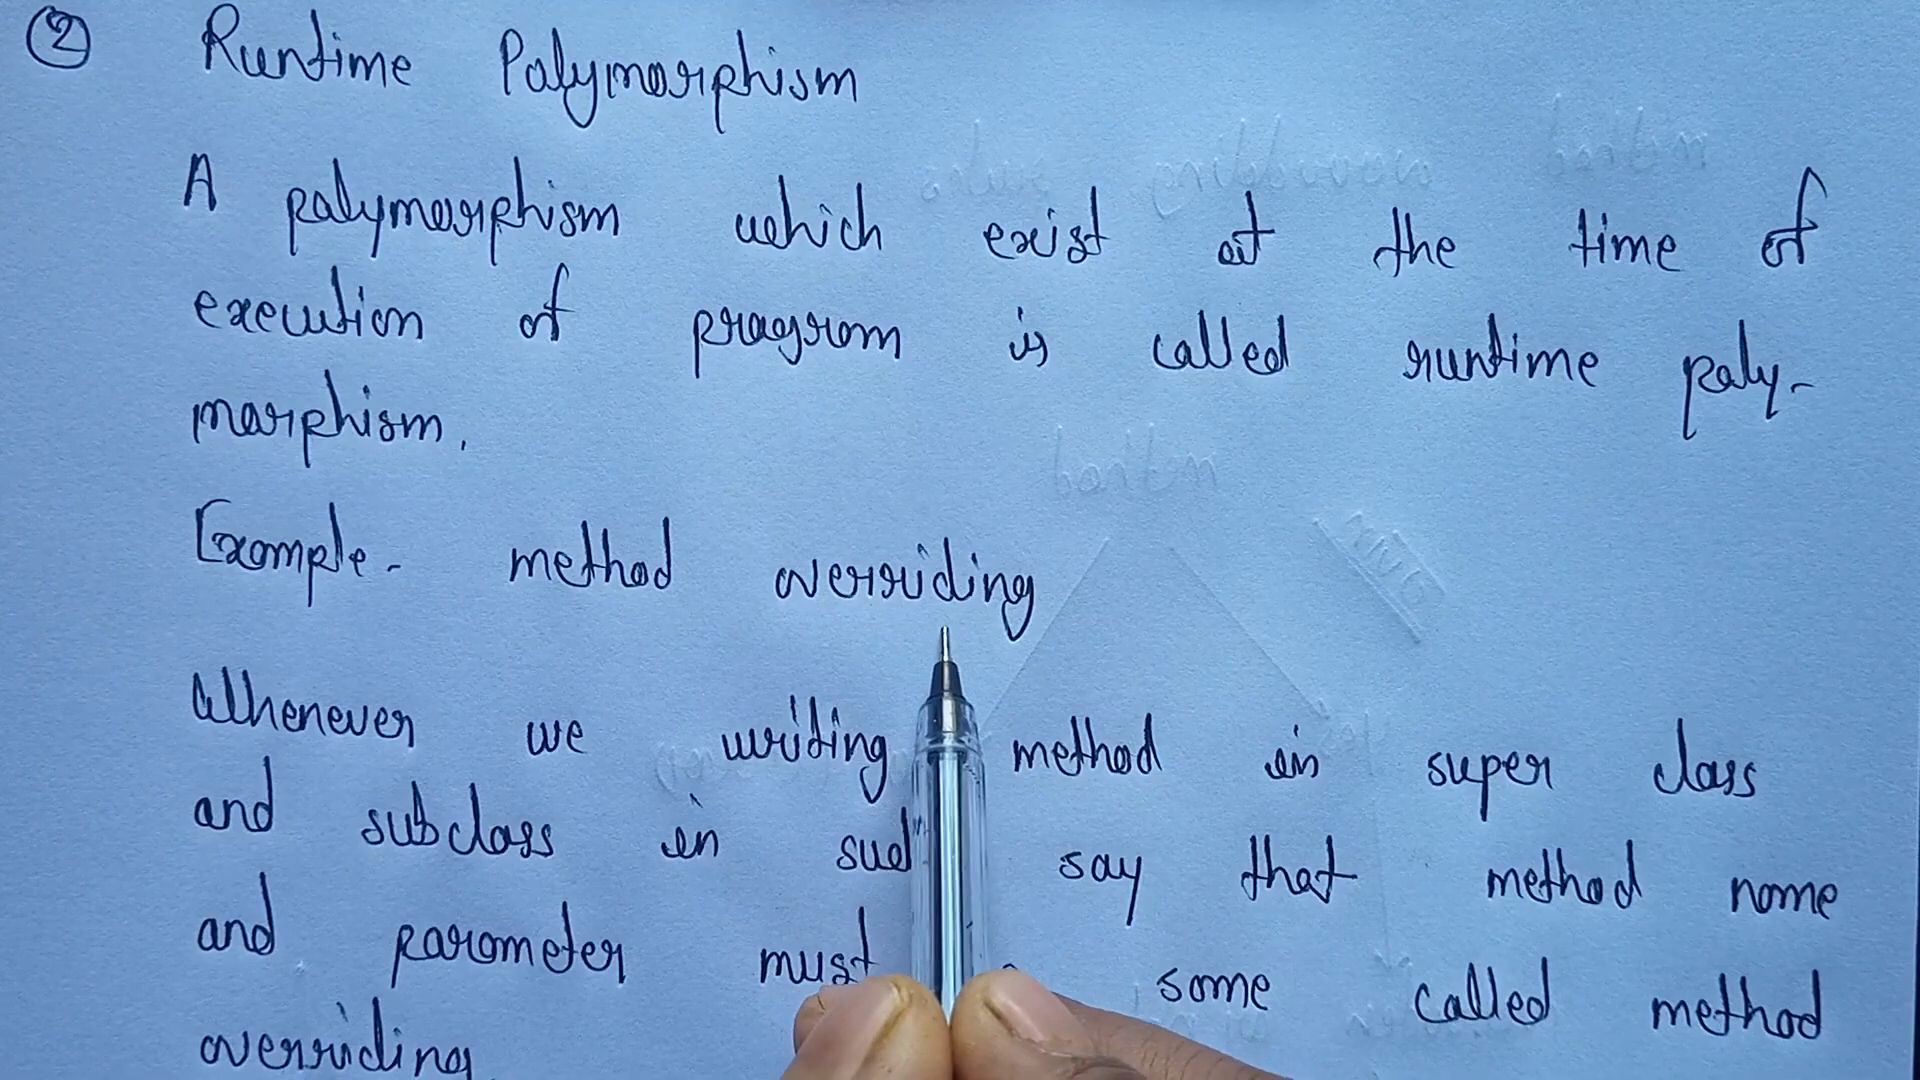 ② Runtime Polymorphism
A polymorphism which exist at the time of
execution of program is called runtime poly-
morphism.
Example - method overriding
Whenever we writing method in super class
and subclass in say that method name
and parameter must same called method
overriding